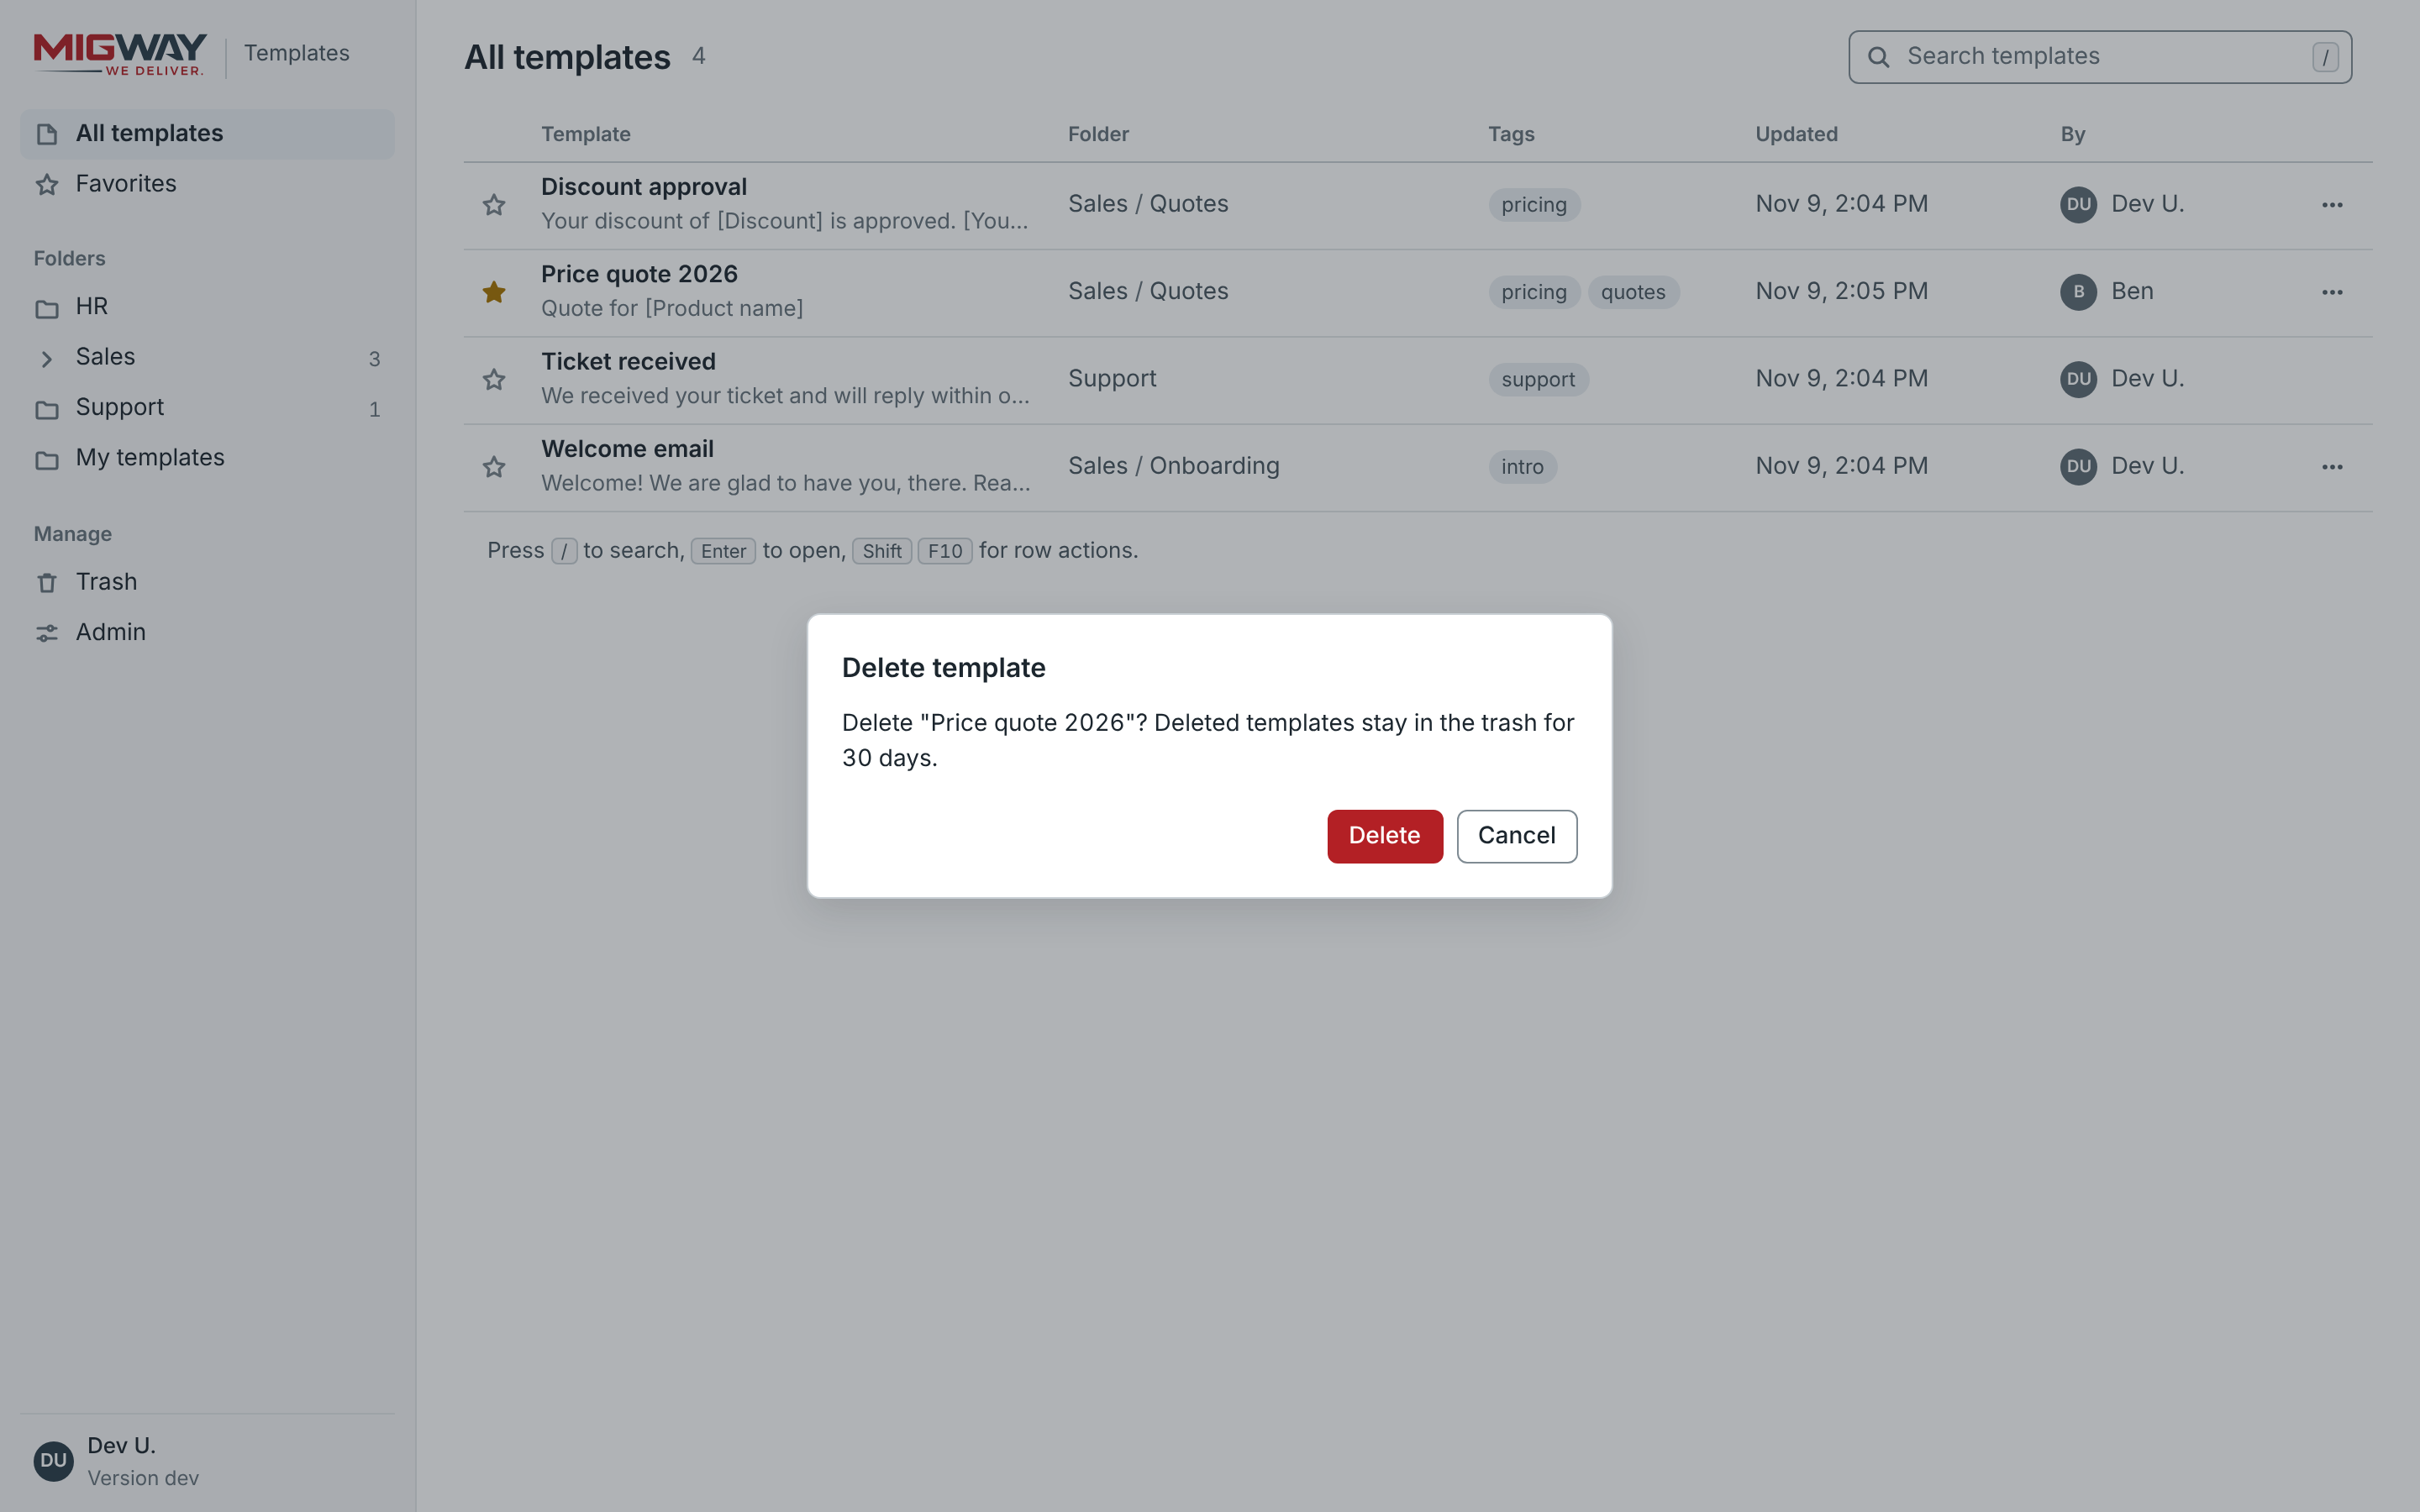 MIGWAY
WE DELIVER.
Templates
All templates
Favorites
Folders
HR
Sales 3
Support 1
My templates
Manage
Trash
Admin
DU
Dev U.
Version dev
All templates 4
Search templates /
Template Folder Tags Updated By
Discount approval
Your discount of [Discount] is approved. [You...
Sales / Quotes
pricing
Nov 9, 2:04 PM
DU Dev U.
Price quote 2026
Quote for [Product name]
Sales / Quotes
pricing quotes
Nov 9, 2:05 PM
B Ben
Ticket received
We received your ticket and will reply within o...
Support
support
Nov 9, 2:04 PM
DU Dev U.
Welcome email
Welcome! We are glad to have you, there. Rea...
Sales / Onboarding
intro
Nov 9, 2:04 PM
DU Dev U.
Press / to search, Enter to open, Shift F10 for row actions.
Delete template
Delete "Price quote 2026"? Deleted templates stay in the trash for
30 days.
Delete Cancel